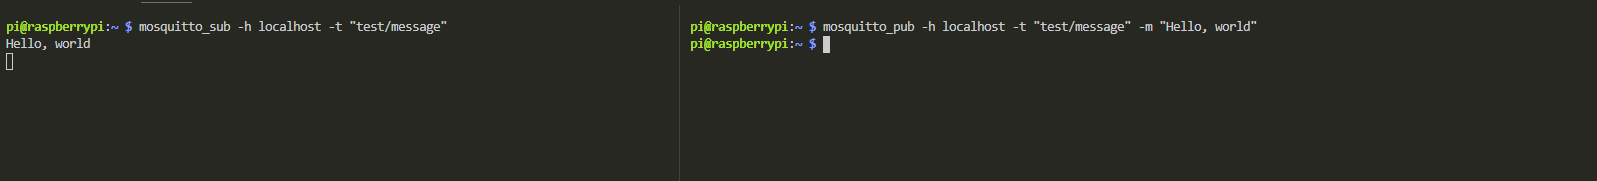 pi@raspberrypi:~ $ mosquitto_sub -h localhost -t "test/message"
Hello, world
pi@raspberrypi:~ $ mosquitto_pub -h localhost -t "test/message" -m "Hello, world"
pi@raspberrypi:~ $